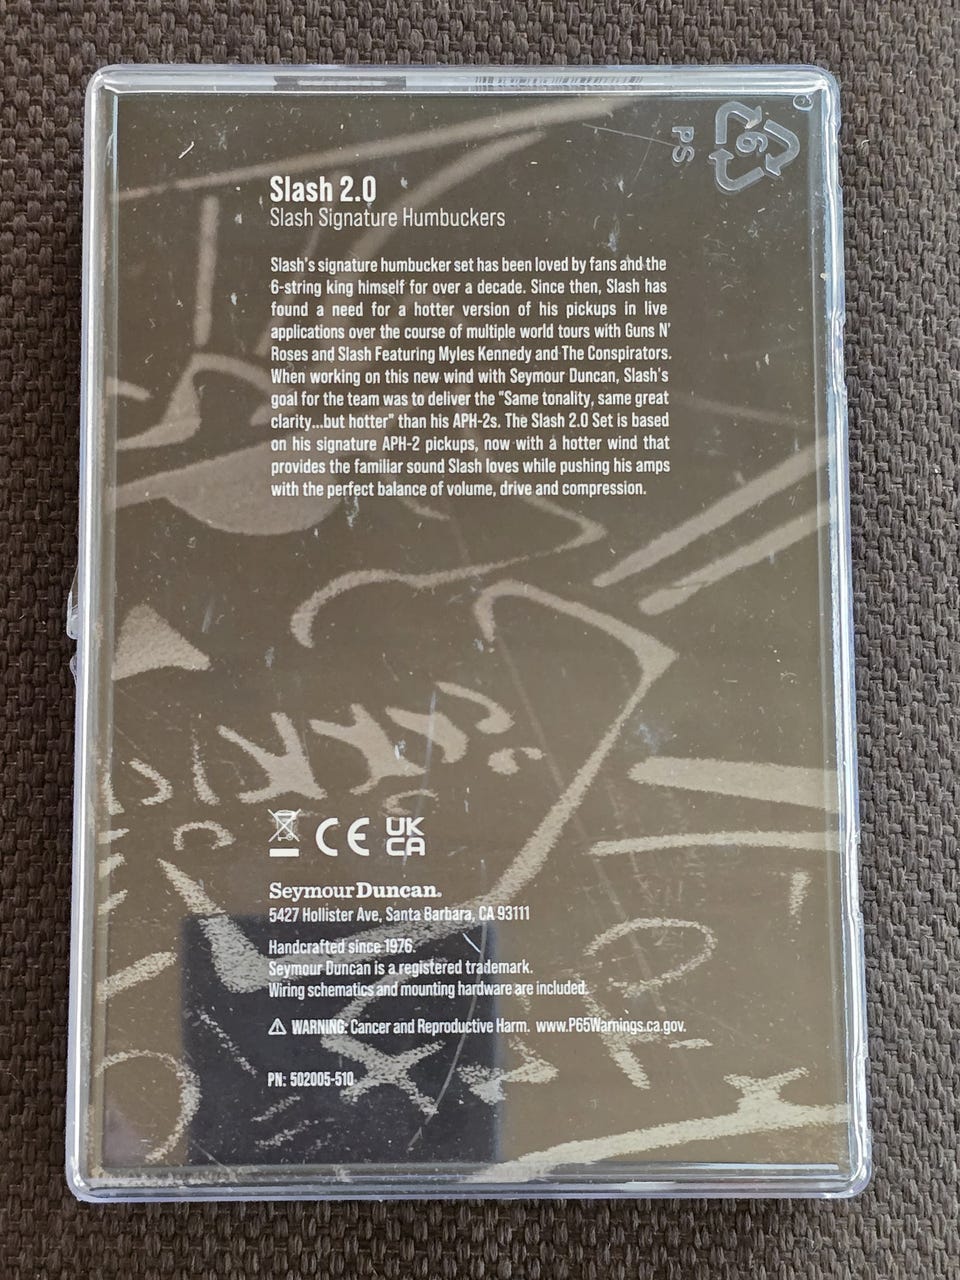 PS
6
Slash 2.0
Slash Signature Humbuckers
Slash's signature humbucker set has been loved by fans and the
6-string king himself for over a decade. Since then, Slash has
found a need for a hotter version of his pickups in live
applications over the course of multiple world tours with Guns N'
Roses and Slash Featuring Myles Kennedy and The Conspirators.
When working on this new wind with Seymour Duncan, Slash's
goal for the team was to deliver the "Same tonality, same great
clarity...but hotter" than his APH-2s. The Slash 2.0 Set is based
on his signature APH-2 pickups, now with a hotter wind that
provides the familiar sound Slash loves while pushing his amps
with the perfect balance of volume, drive and compression.
CE UK
CA
Seymour Duncan.
5427 Hollister Ave, Santa Barbara, CA 93111
Handcrafted since 1976.
Seymour Duncan is a registered trademark.
Wiring schematics and mounting hardware are included.
WARNING: Cancer and Reproductive Harm. www.P65Warnings.ca.gov.
PN: 502005-510